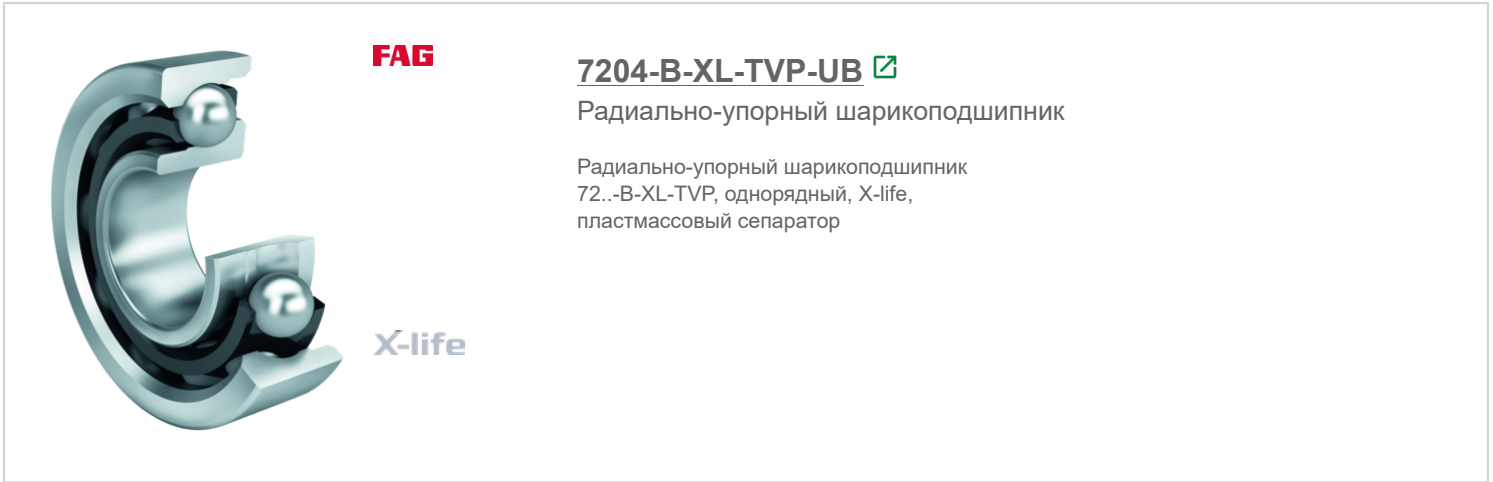 FAG
7204-B-XL-TVP-UB
Радиально-упорный шарикоподшипник
Радиально-упорный шарикоподшипник
72..-B-XL-TVP, однорядный, X-life,
пластмассовый сепаратор
X-life